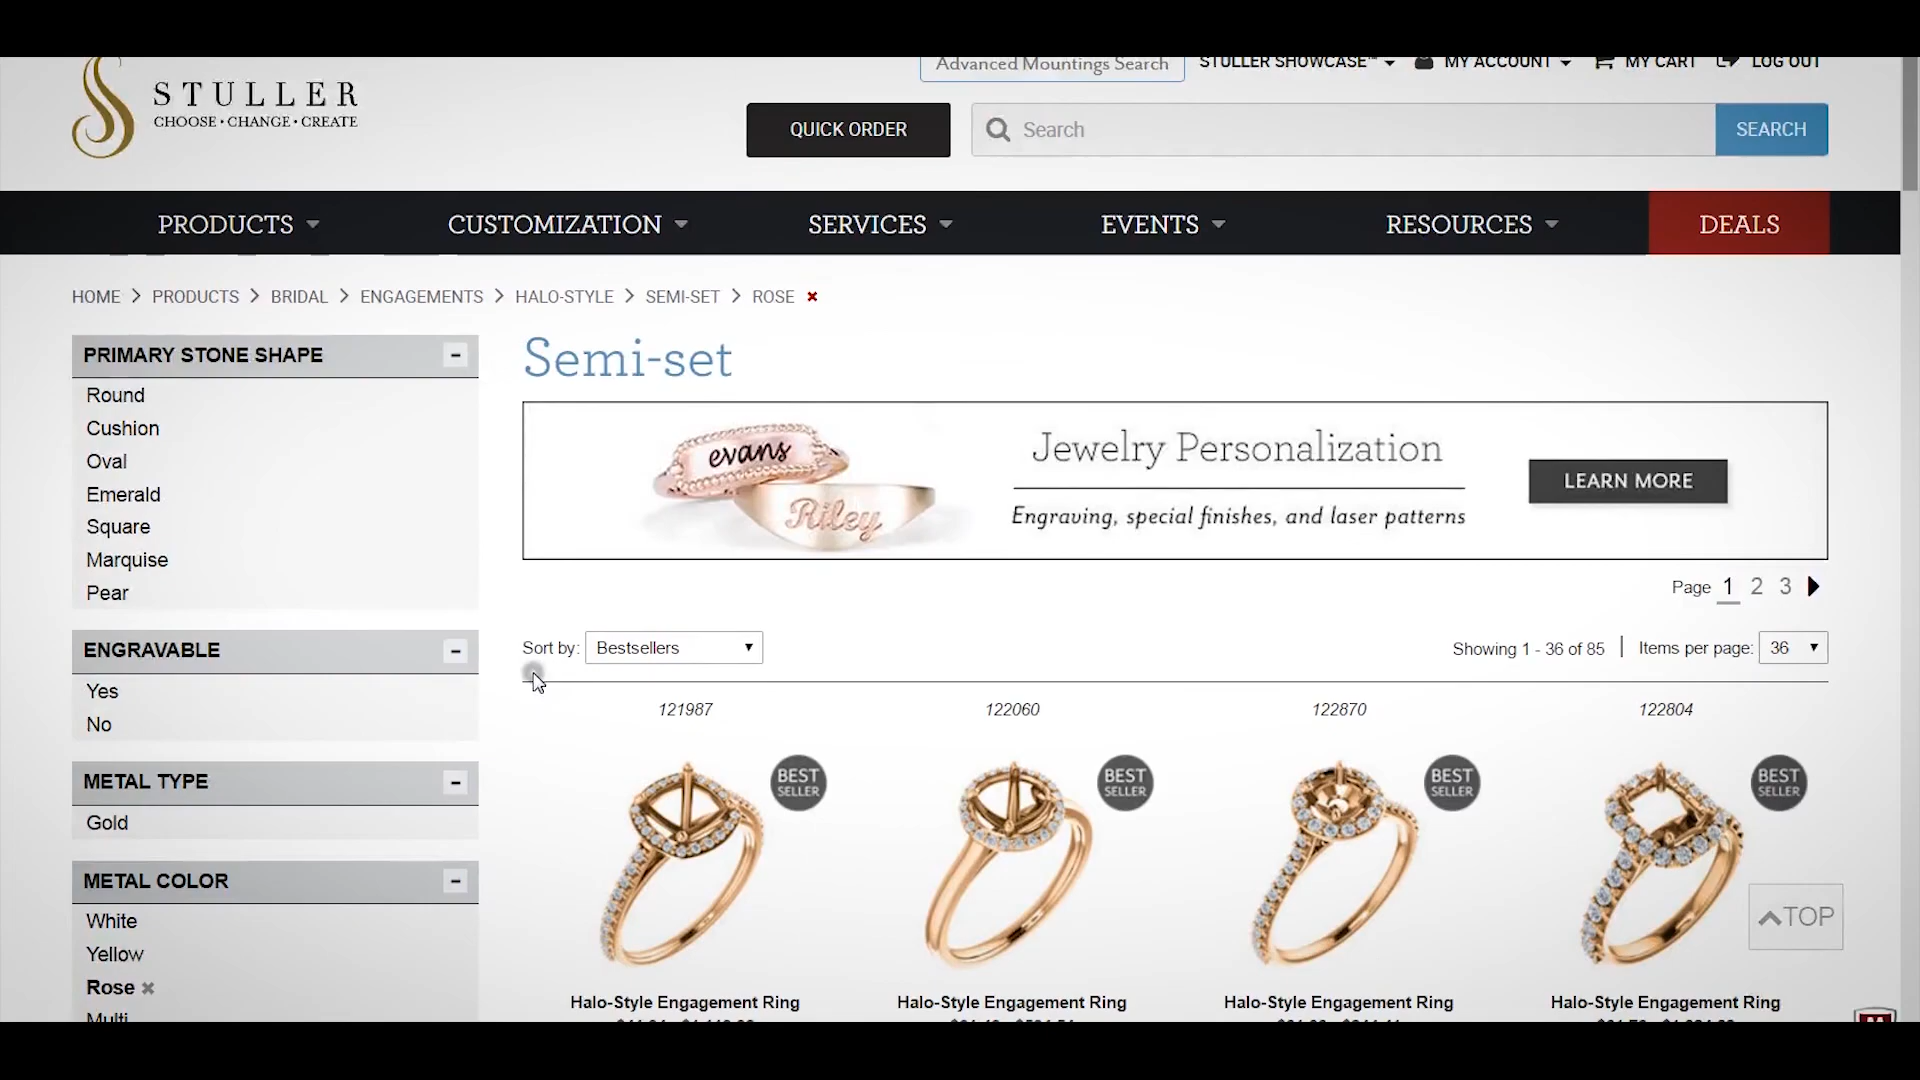 Advanced Mountings Search
STULLER SHOWCASE™
MY ACCOUNT
MY CART
LOG OUT
STULLER
CHOOSE • CHANGE • CREATE
QUICK ORDER
Search
SEARCH
PRODUCTS
CUSTOMIZATION
SERVICES
EVENTS
RESOURCES
DEALS
HOME > PRODUCTS > BRIDAL > ENGAGEMENTS > HALO-STYLE > SEMI-SET > ROSE
PRIMARY STONE SHAPE
Round
Cushion
Oval
Emerald
Square
Marquise
Pear
ENGRAVABLE
Yes
No
METAL TYPE
Gold
METAL COLOR
White
Yellow
Rose
Multi
Semi-set
evans
Riley
Jewelry Personalization
Engraving, special finishes, and laser patterns
LEARN MORE
Page 1 2 3
Sort by: Bestsellers
Showing 1 - 36 of 85
Items per page: 36
121987
122060
122870
122804
BEST SELLER
BEST SELLER
BEST SELLER
BEST SELLER
TOP
Halo-Style Engagement Ring
Halo-Style Engagement Ring
Halo-Style Engagement Ring
Halo-Style Engagement Ring